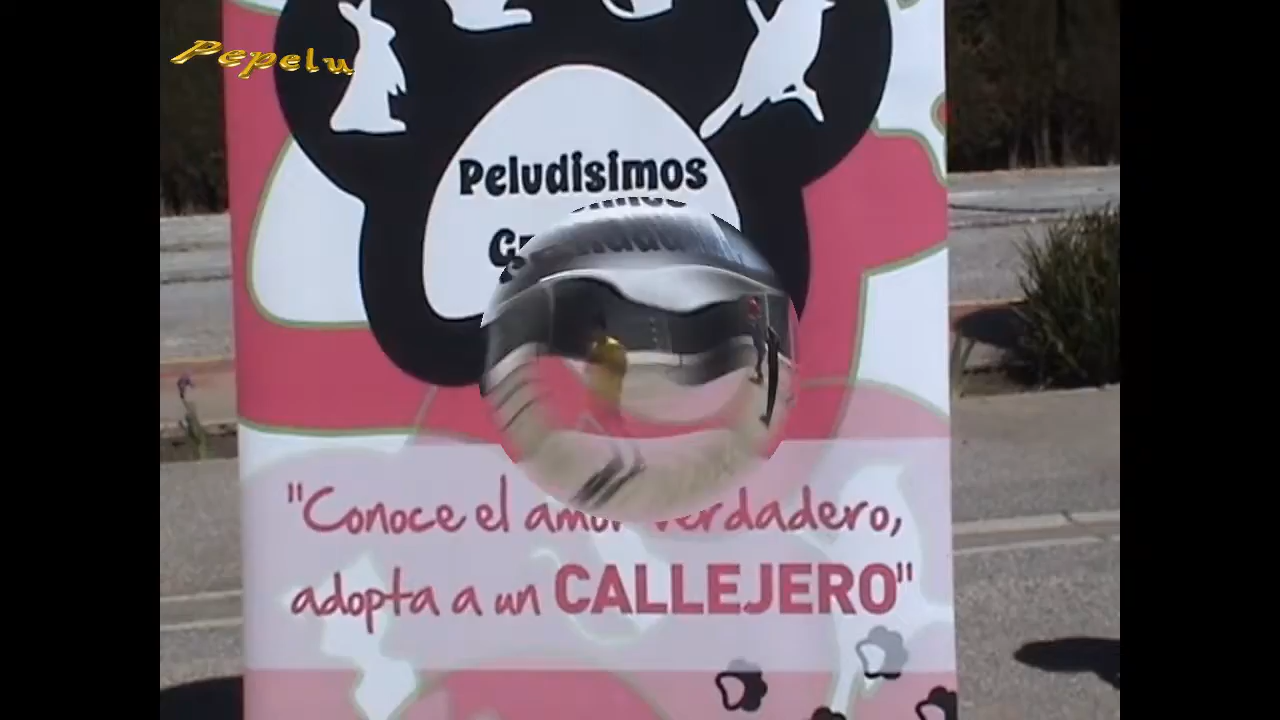 Pepelu
Peludisimos
"Conoce el amor verdadero,
adopta a un CALLEJERO"